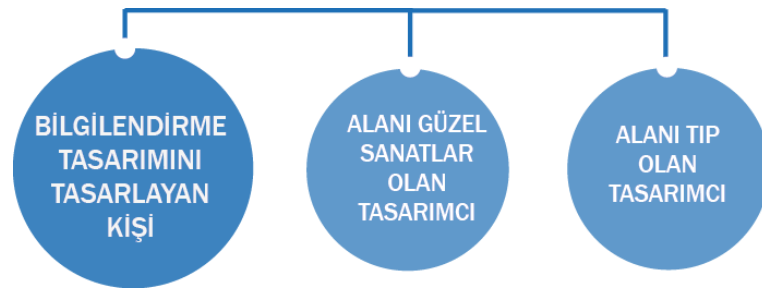 BİLGİLENDİRME
TASARIMINI
TASARLAYAN
KİŞİ
ALANI GÜZEL
SANATLAR
OLAN
TASARIMCI
ALANI TIP
OLAN
TASARIMCI